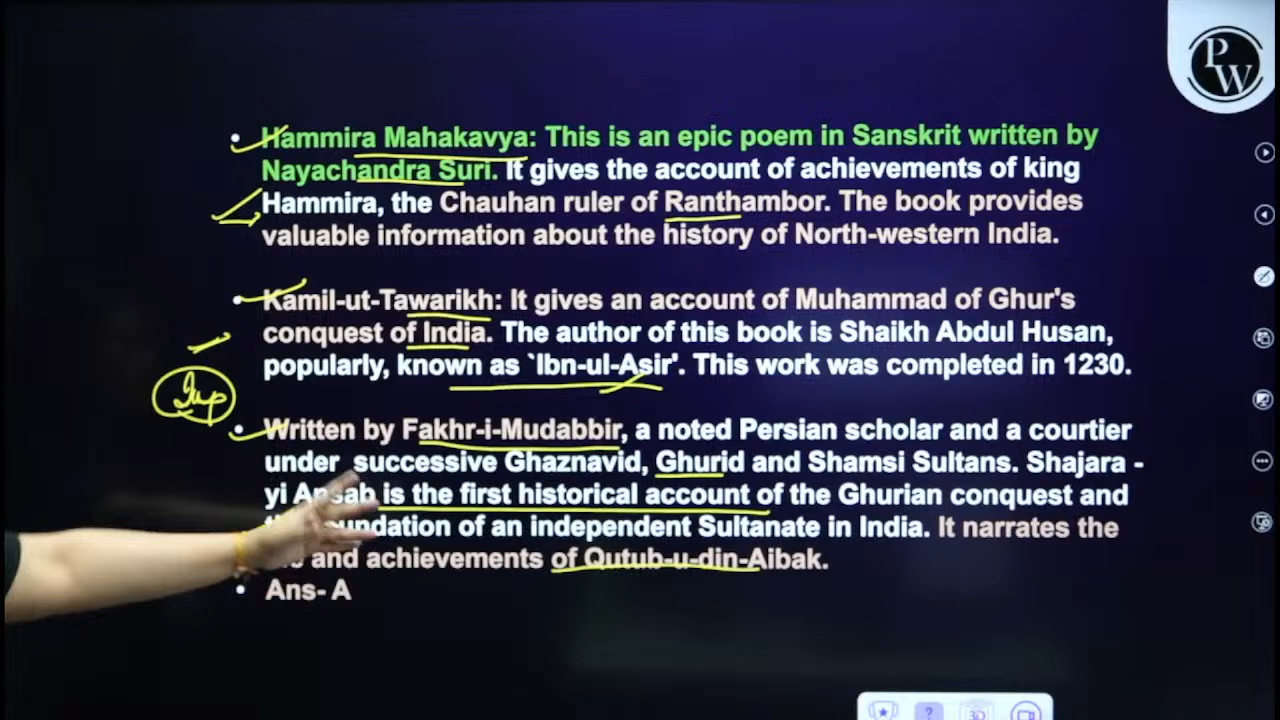 PW
• Hammira Mahakavya: This is an epic poem in Sanskrit written by
Nayachandra Suri. It gives the account of achievements of king
Hammira, the Chauhan ruler of Ranthambor. The book provides
valuable information about the history of North-western India.
• Kamil-ut-Tawarikh: It gives an account of Muhammad of Ghur's
conquest of India. The author of this book is Shaikh Abdul Husan,
popularly, known as `Ibn-ul-Asir'. This work was completed in 1230.
Imp
• Written by Fakhr-i-Mudabbir, a noted Persian scholar and a courtier
under successive Ghaznavid, Ghurid and Shamsi Sultans. Shajara -
yi Ansab is the first historical account of the Ghurian conquest and
foundation of an independent Sultanate in India. It narrates the
and achievements of Qutub-u-din-Aibak.
• Ans- A
?
3D